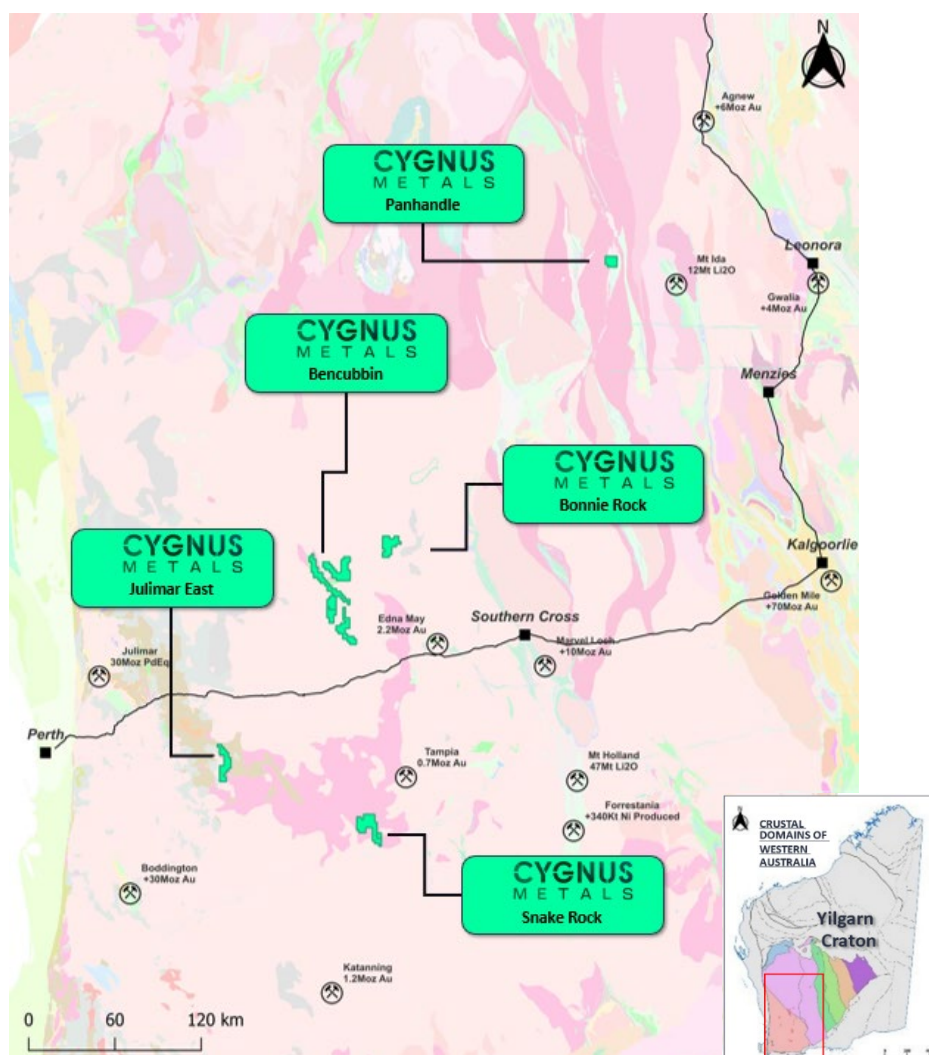 N
Agnew
+6Moz Au
CYGNUS
METALS
Panhandle
Leonora
Mt Ida
12Mt Li2O
Gwalia
+4Moz Au
CYGNUS
METALS
Bencubbin
Menzies
CYGNUS
METALS
Bonnie Rock
CYGNUS
METALS
Julimar East
Kalgoorlie
Golden Mile
+70Moz Au
Southern Cross
Edna May
2.2Moz Au
Marvel Loch
+10Moz Au
Julimar
30Moz PdEq
Perth
Tampia
0.7Moz Au
Mt Holland
47Mt Li2O
Forrestania
+340Kt Ni Produced
CYGNUS
METALS
Snake Rock
Boddington
+30Moz Au
Katanning
1.2Moz Au
0 60 120 km
N
CRUSTAL
DOMAINS OF
WESTERN
AUSTRALIA
Yilgarn
Craton